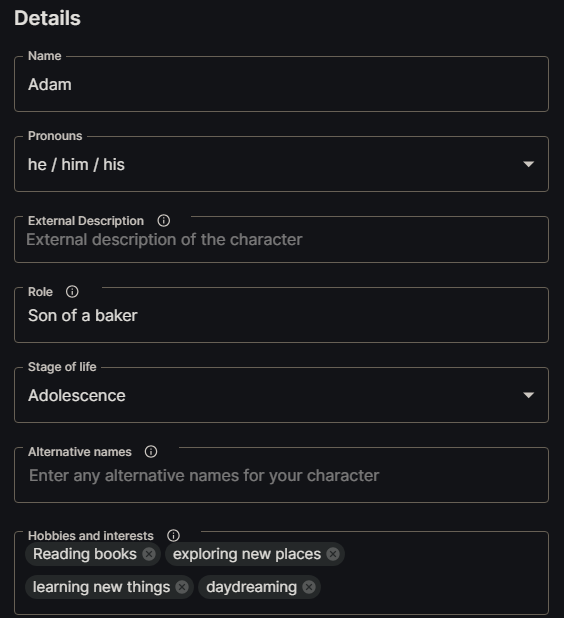 Details
Name
Adam
Pronouns
he / him / his
External Description
External description of the character
Role
Son of a baker
Stage of life
Adolescence
Alternative names
Enter any alternative names for your character
Hobbies and interests
Reading books exploring new places
learning new things daydreaming